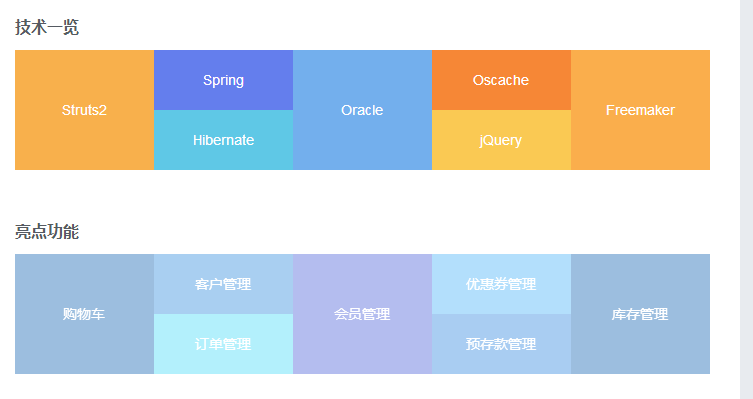 技术一览
Struts2
Spring
Hibernate
Oracle
Oscache
jQuery
Freemaker
亮点功能
购物车
客户管理
订单管理
会员管理
优惠券管理
预存款管理
库存管理